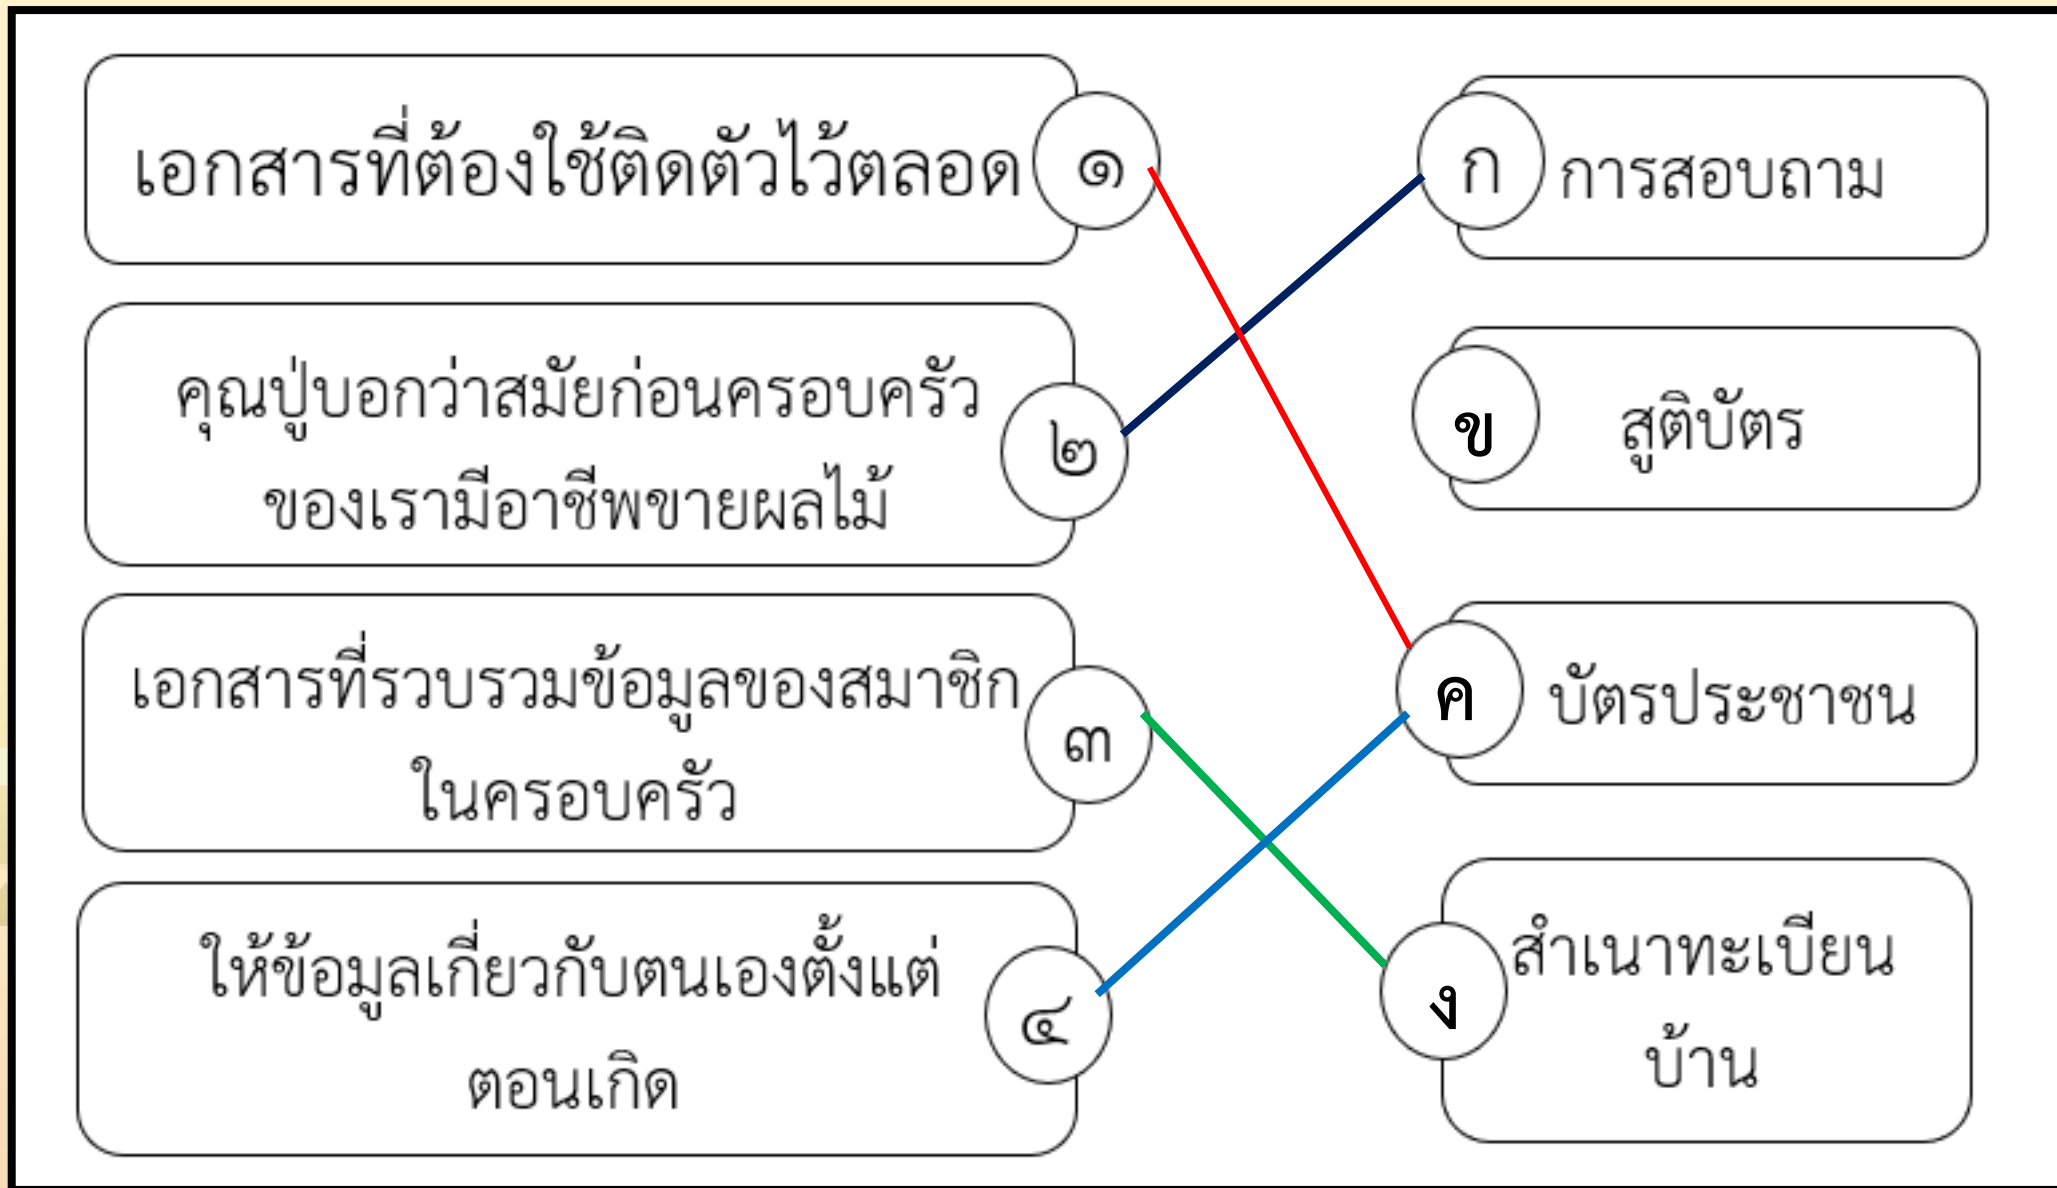 เอกสารที่ต้องใช้ติดตัวไว้ตลอด
๑
ก
การสอบถาม
คุณปู่บอกว่าสมัยก่อนครอบครัว
ของเรามีอาชีพขายผลไม้
๒
ข
สูติบัตร
เอกสารที่รวบรวมข้อมูลของสมาชิก
ในครอบครัว
๓
ค
บัตรประชาชน
ให้ข้อมูลเกี่ยวกับตนเองตั้งแต่
ตอนเกิด
๔
ง
สำเนาทะเบียน
บ้าน